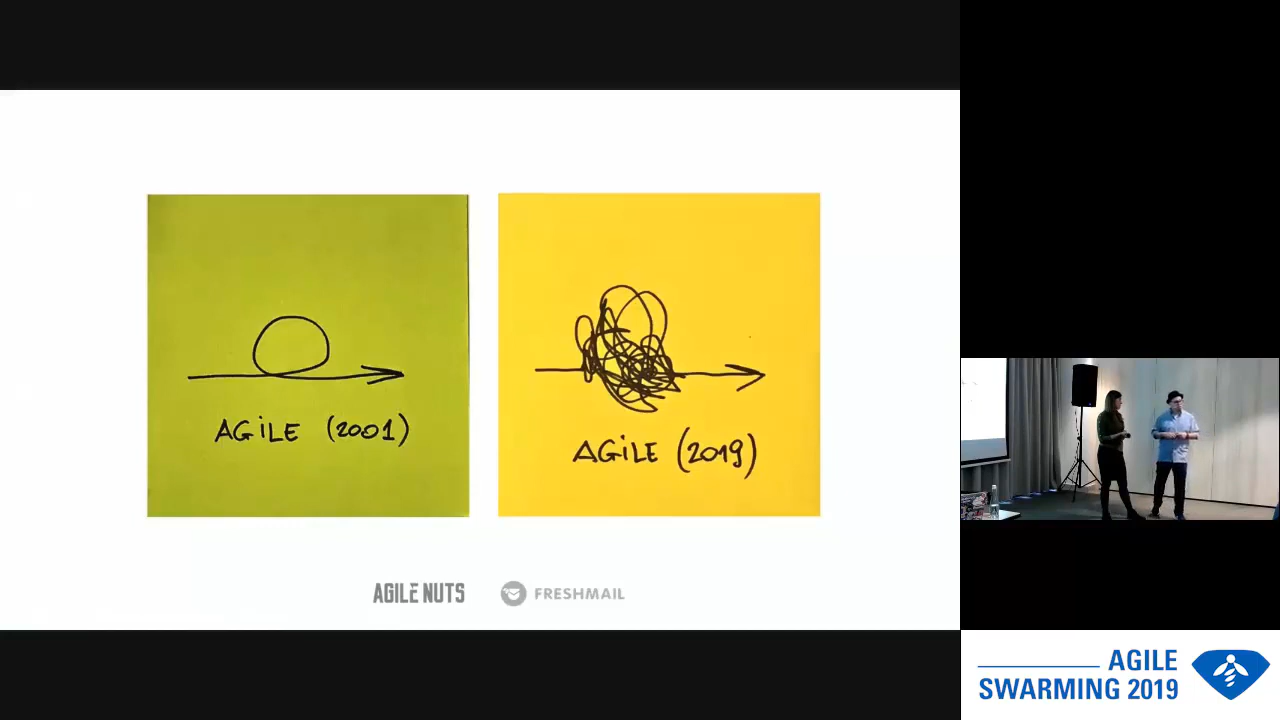 AGiLE (2001)
AGiLE (2019)
AGILE NUTS
FRESHMAIL
AGILE
SWARMING 2019